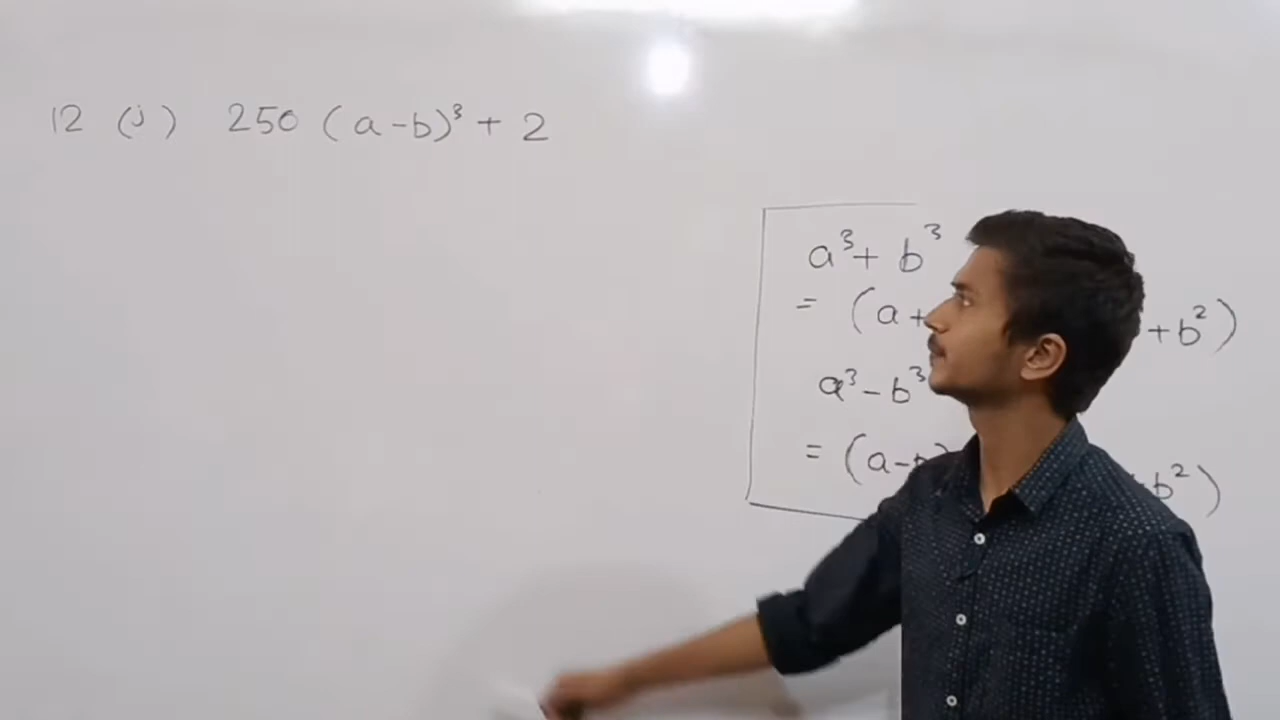 12 (j) 250 (a-b)³ + 2
a³ + b³
= (a + + b²)
a³ - b³
= (a-b) b²)